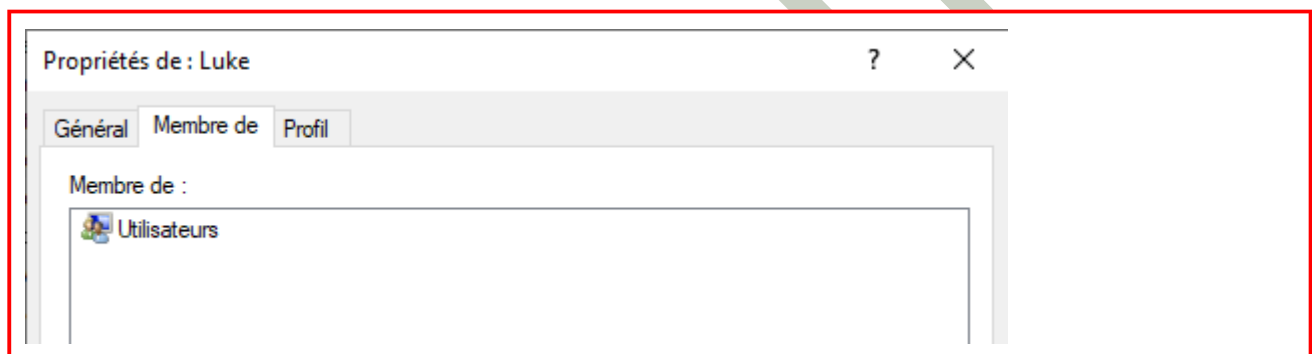 Propriétés de : Luke ? ×
Général Membre de Profil
Membre de :
Utilisateurs